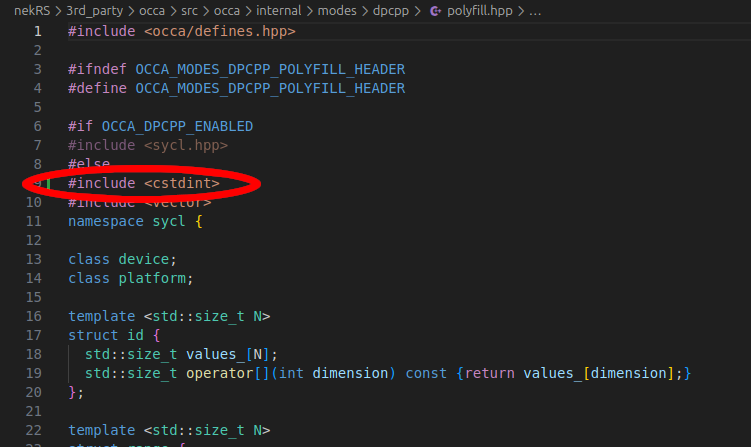 nekRS > 3rd_party > occa > src > occa > internal > modes > dpcpp > polyfill.hpp > ...
1 #include <occa/defines.hpp>
2
3 #ifndef OCCA_MODES_DPCPP_POLYFILL_HEADER
4 #define OCCA_MODES_DPCPP_POLYFILL_HEADER
5
6 #if OCCA_DPCPP_ENABLED
7 #include <sycl.hpp>
8 #else
9 #include <cstdint>
10 #include <vector>
11 namespace sycl {
12
13 class device;
14 class platform;
15
16 template <std::size_t N>
17 struct id {
18 std::size_t values_[N];
19 std::size_t operator[](int dimension) const {return values_[dimension];}
20 };
21
22 template <std::size_t N>
23 struct range {